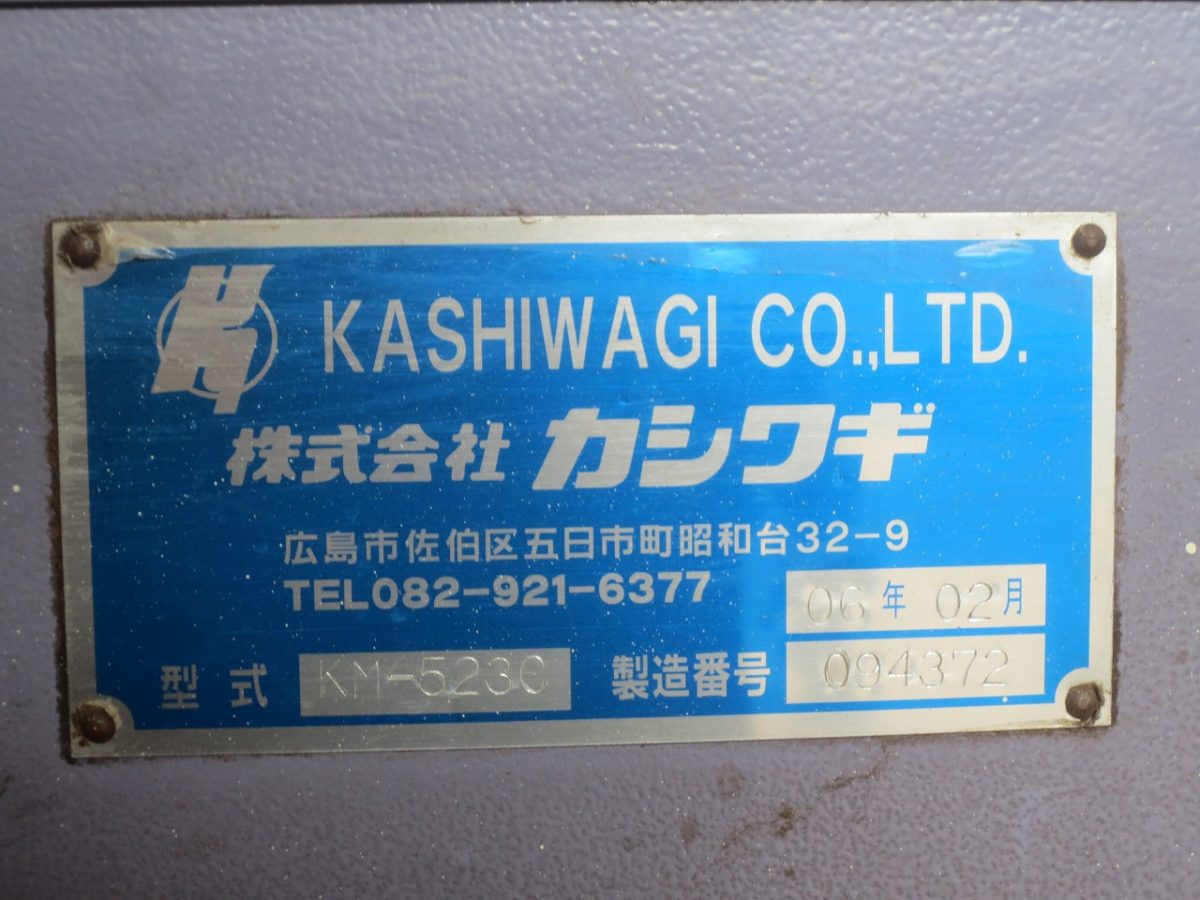 KASHIWAGI CO.,LTD.
株式会社 カシワギ
広島市佐伯区五日市町昭和台32-9
TEL082-921-6377
06年 02月
型式 KM-523C 製造番号 094372